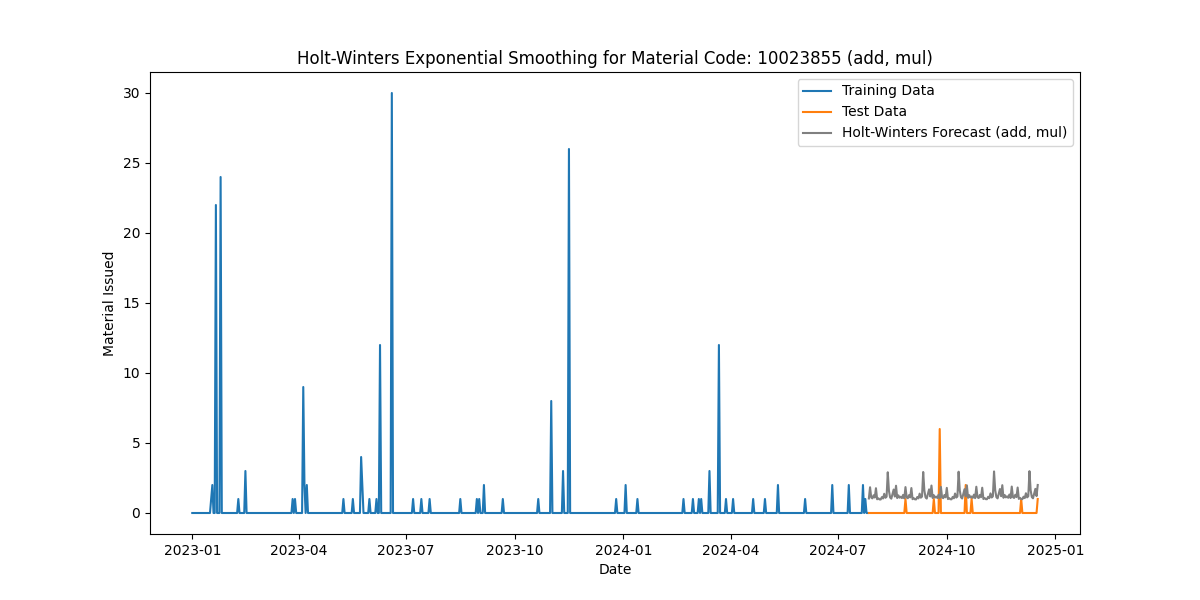 Holt-Winters Exponential Smoothing for Material Code: 10023855 (add, mul)
Training Data
Test Data
Holt-Winters Forecast (add, mul)
Material Issued
30
25
20
15
10
5
0
2023-01 2023-04 2023-07 2023-10 2024-01 2024-04 2024-07 2024-10 2025-01
Date